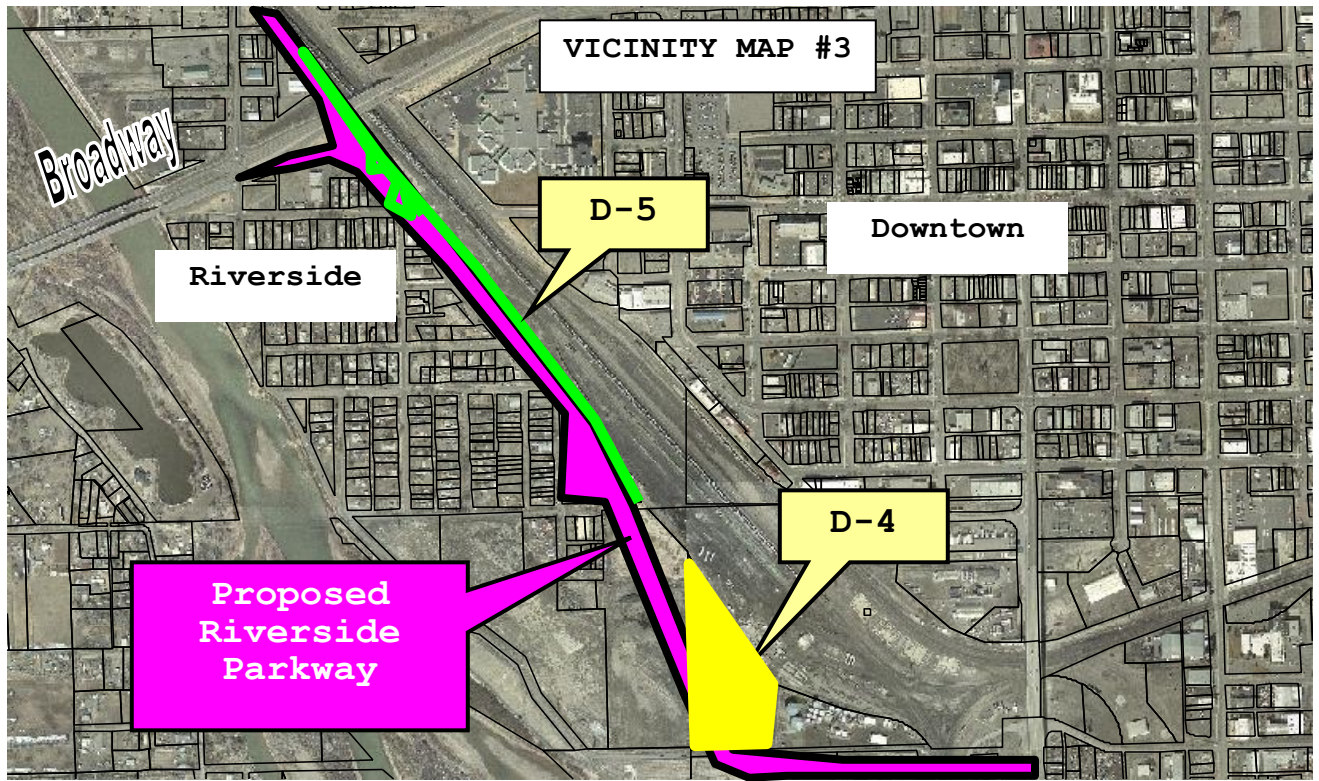 VICINITY MAP #3
Broadway
D-5
Downtown
Riverside
D-4
Proposed
Riverside
Parkway